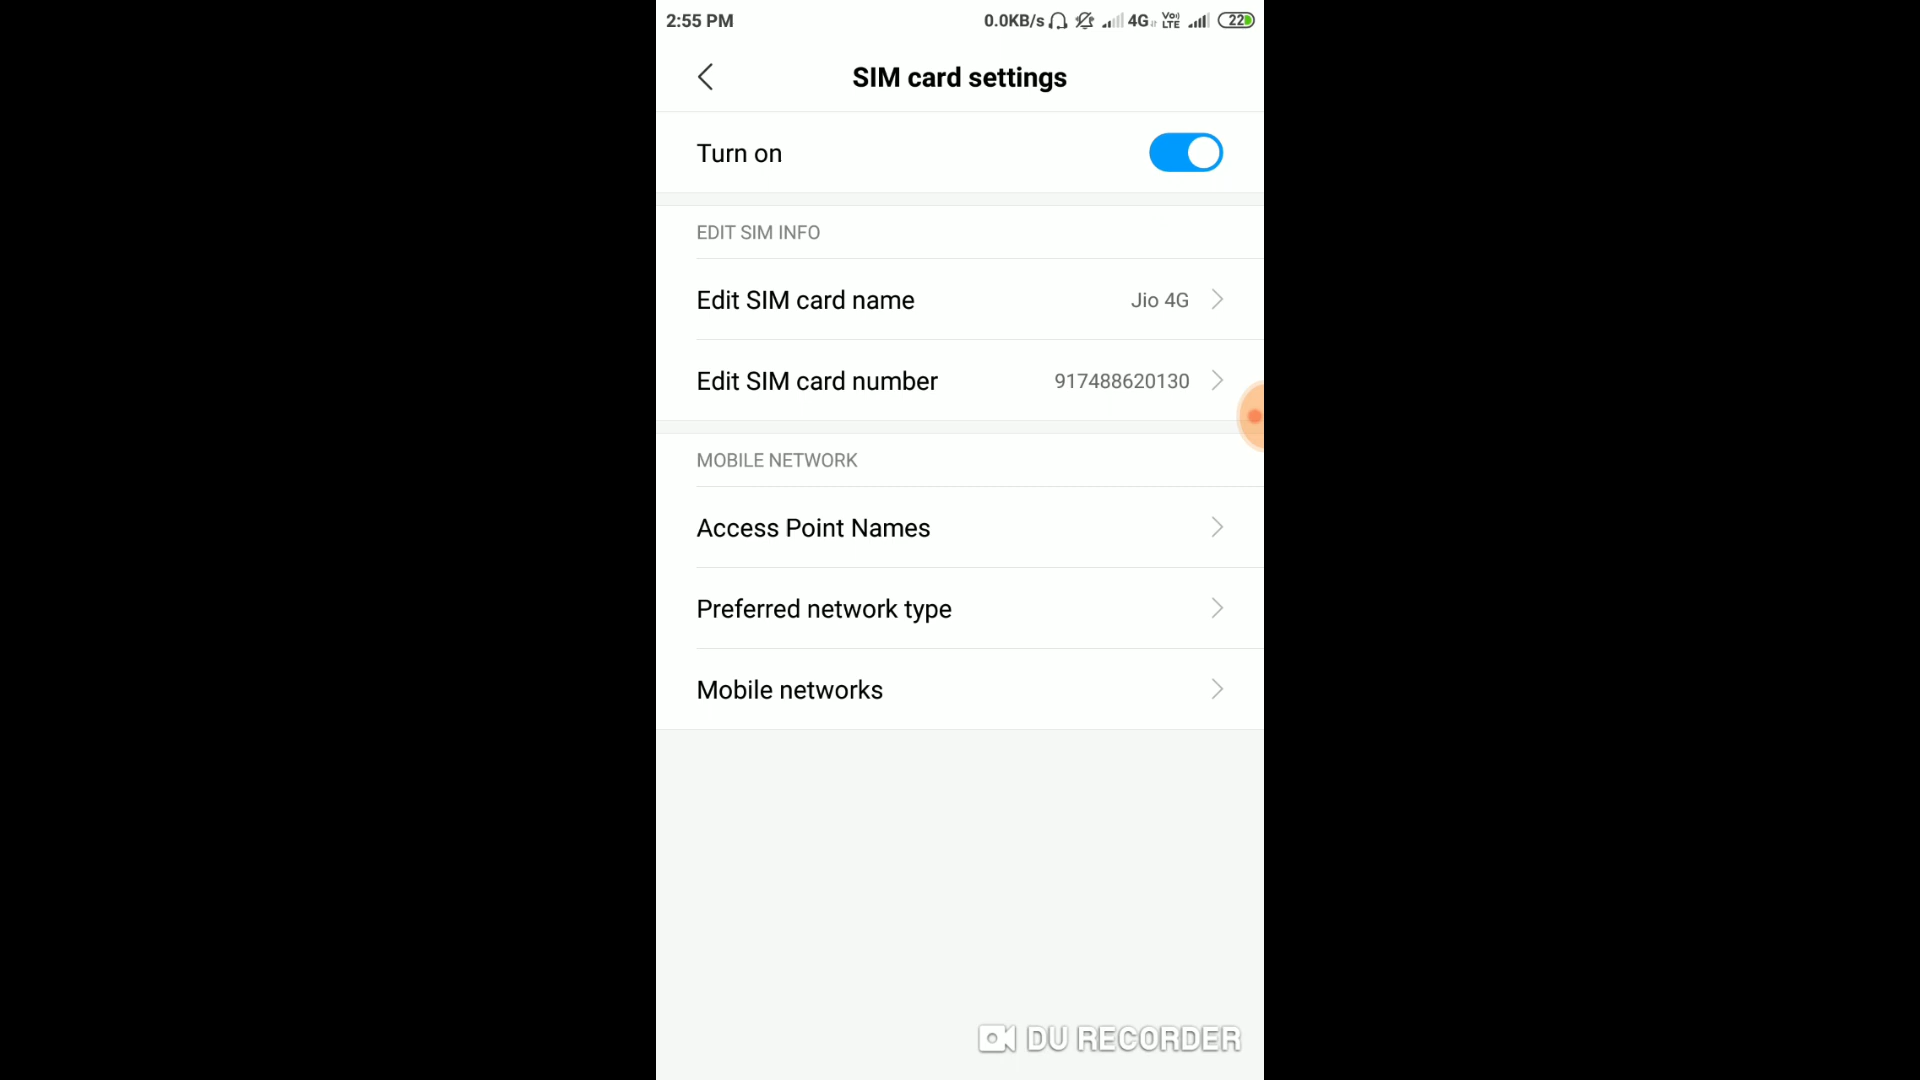 2:55 PM 0.0KB/s 4G Vo) LTE 22
SIM card settings
Turn on
EDIT SIM INFO
Edit SIM card name Jio 4G
Edit SIM card number 917488620130
MOBILE NETWORK
Access Point Names
Preferred network type
Mobile networks
DU RECORDER